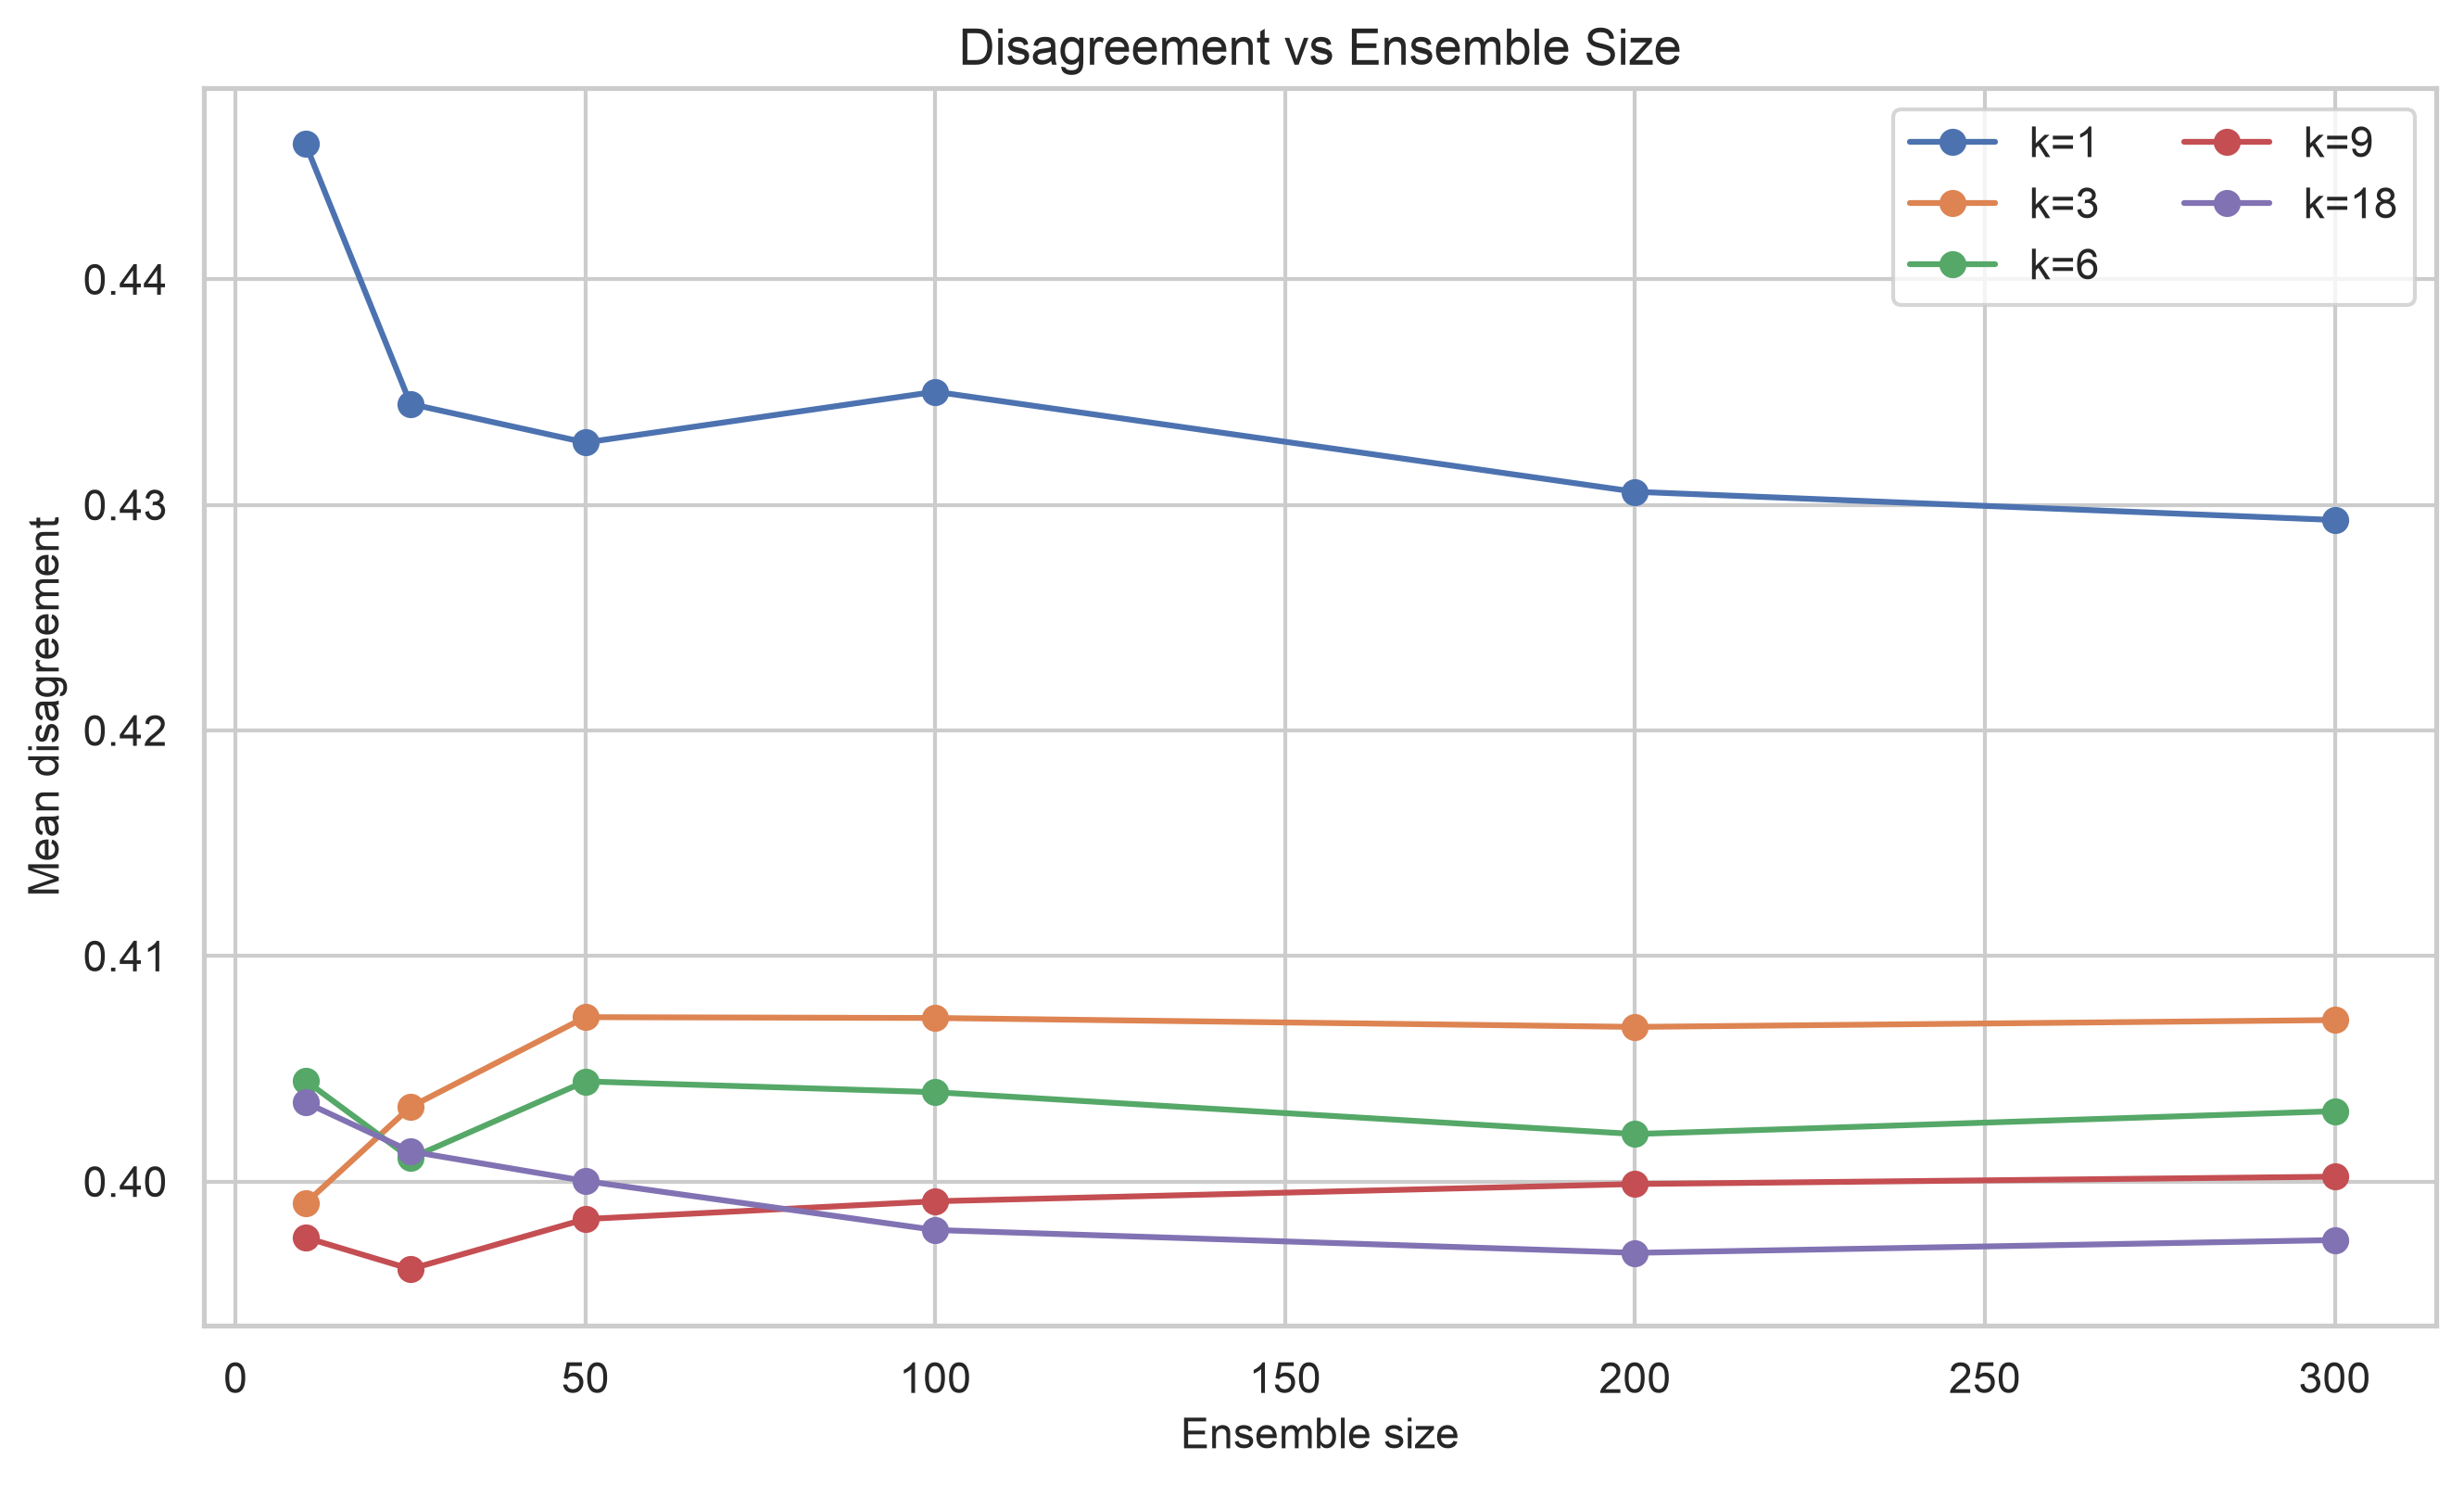 Disagreement vs Ensemble Size
k=1
k=3
k=6
k=9
k=18
Mean disagreement
0.44
0.43
0.42
0.41
0.40
0
50
100
150
200
250
300
Ensemble size